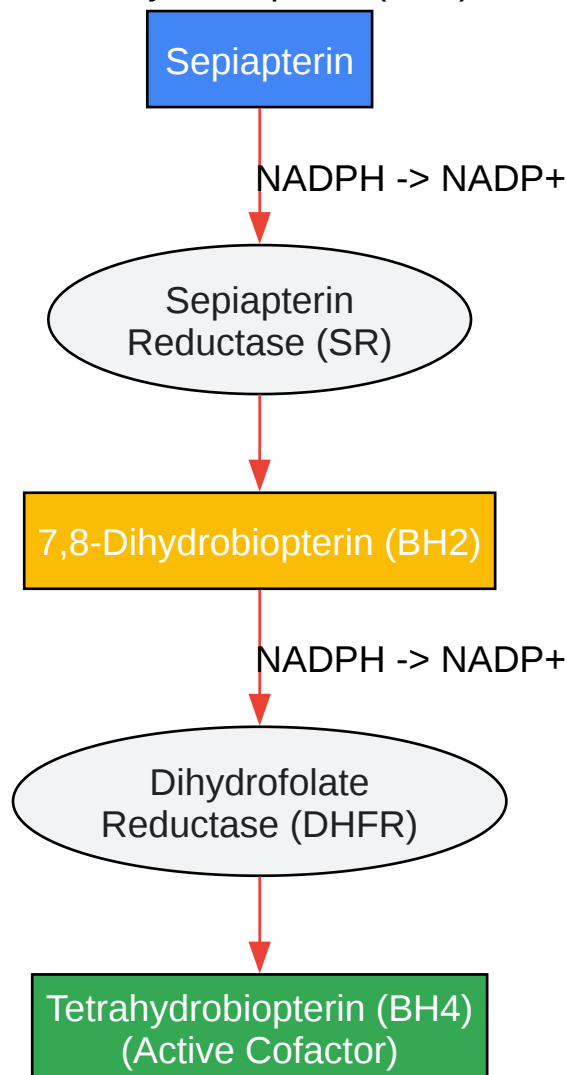 Sepiapterin
NADPH -> NADP+
Sepiapterin
Reductase (SR)
7,8-Dihydrobiopterin (BH2)
NADPH -> NADP+
Dihydrofolate
Reductase (DHFR)
Tetrahydrobiopterin (BH4)
(Active Cofactor)